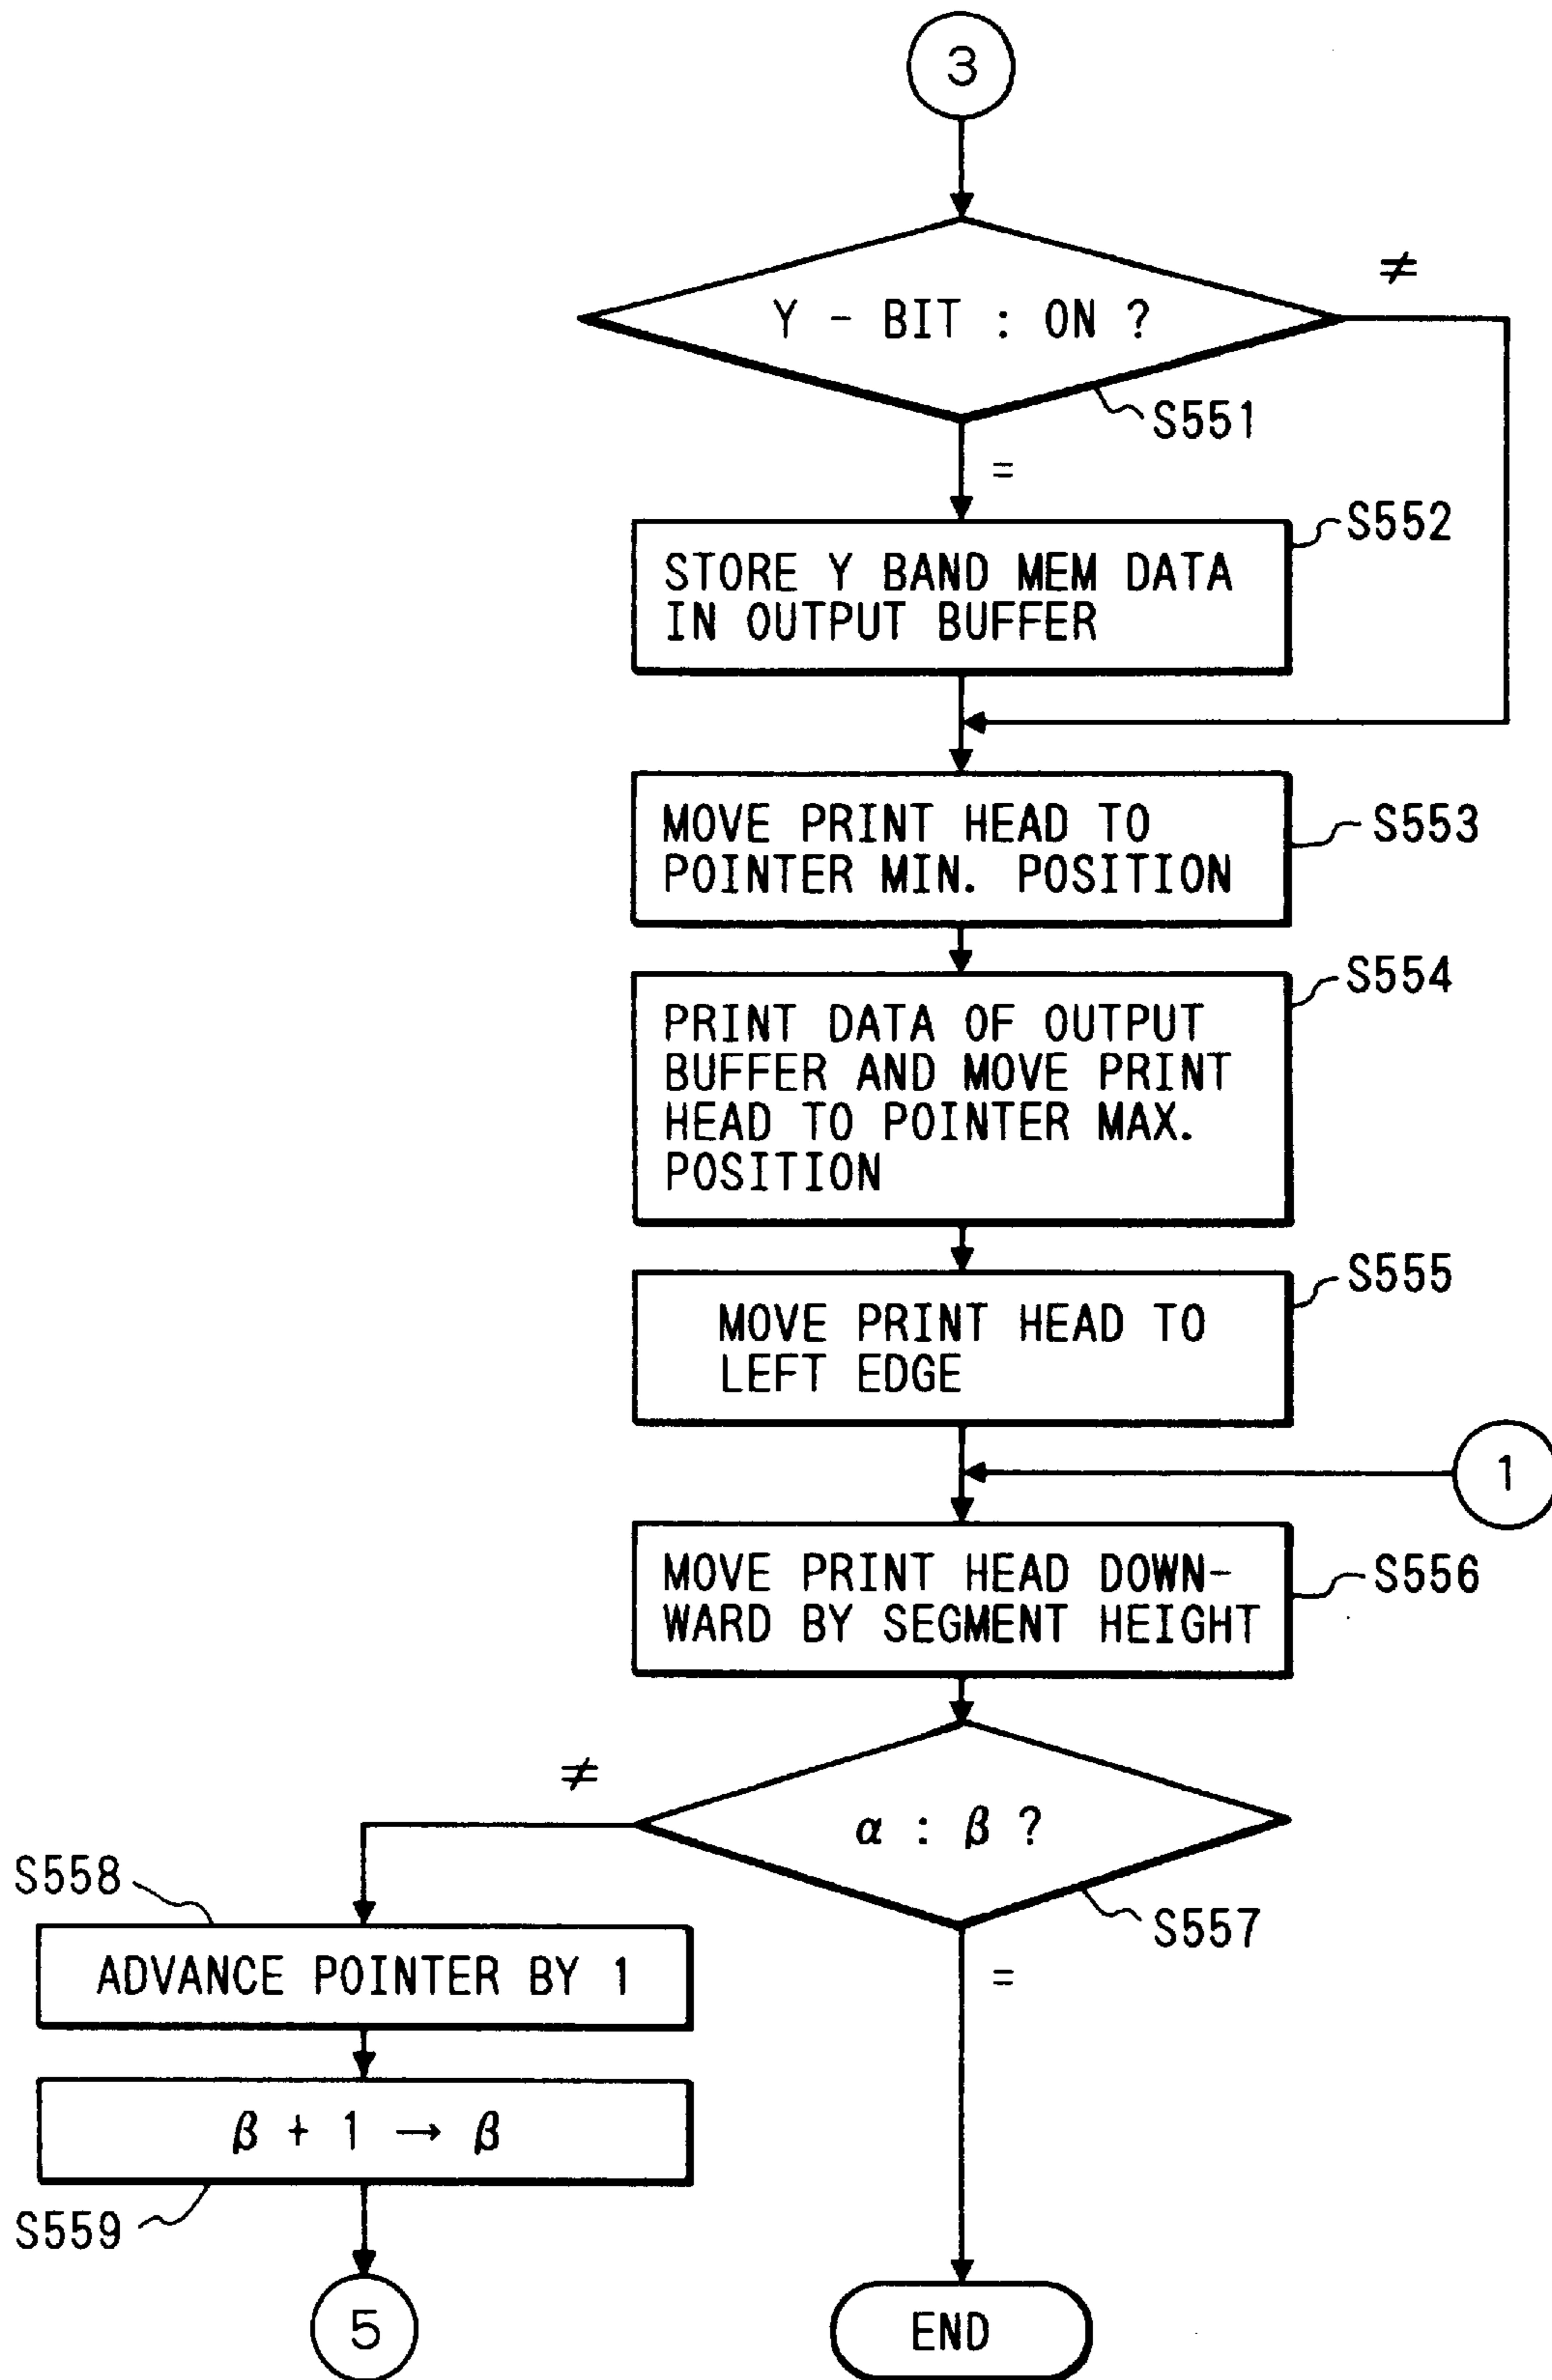 3
≠
Y - BIT : ON ?
S551
=
S552
STORE Y BAND MEM DATA
IN OUTPUT BUFFER
MOVE PRINT HEAD TO
POINTER MIN. POSITION
S553
S554
PRINT DATA OF OUTPUT
BUFFER AND MOVE PRINT
HEAD TO POINTER MAX.
POSITION
S555
MOVE PRINT HEAD TO
LEFT EDGE
1
MOVE PRINT HEAD DOWN-
WARD BY SEGMENT HEIGHT
S556
≠
α : β ?
S557
=
S558
ADVANCE POINTER BY 1
β + 1 → β
S559
5
END